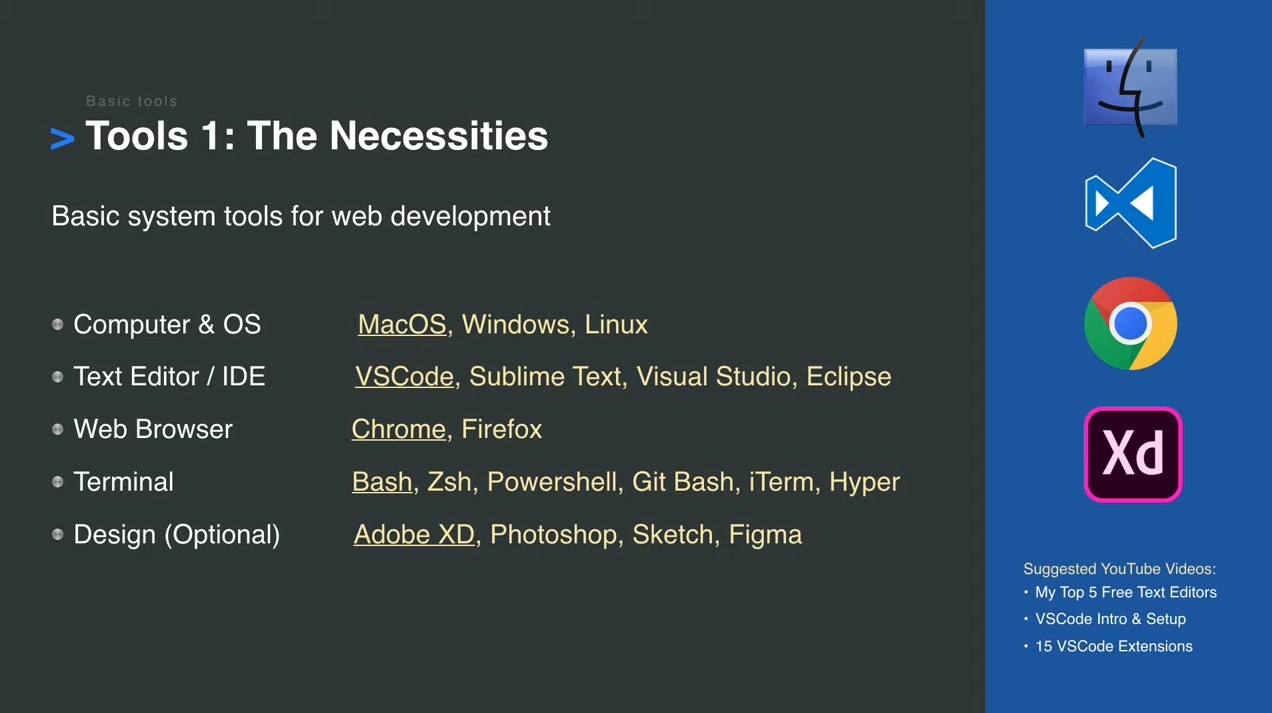 Basic tools
> Tools 1: The Necessities
Basic system tools for web development
Computer & OS MacOS, Windows, Linux
Text Editor / IDE VSCode, Sublime Text, Visual Studio, Eclipse
Web Browser Chrome, Firefox
Terminal Bash, Zsh, Powershell, Git Bash, iTerm, Hyper
Design (Optional) Adobe XD, Photoshop, Sketch, Figma
Xd
Suggested YouTube Videos:
• My Top 5 Free Text Editors
• VSCode Intro & Setup
• 15 VSCode Extensions